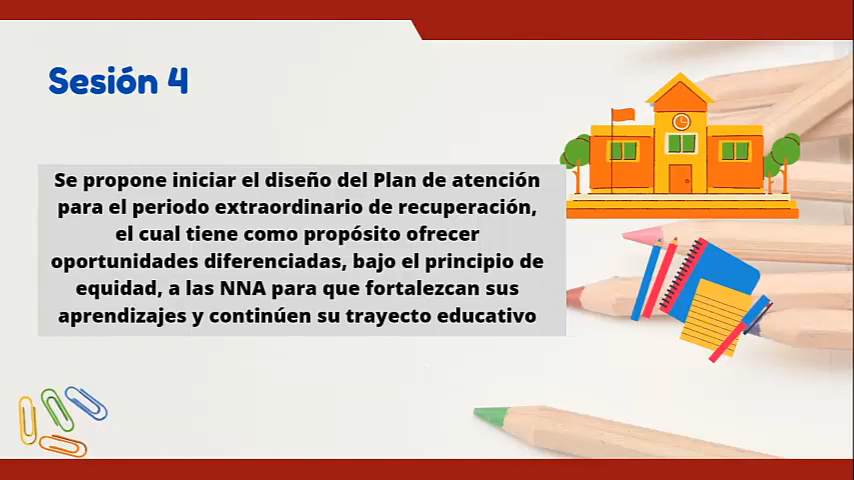 Sesión 4
Se propone iniciar el diseño del Plan de atención
para el periodo extraordinario de recuperación,
el cual tiene como propósito ofrecer
oportunidades diferenciadas, bajo el principio de
equidad, a las NNA para que fortalezcan sus
aprendizajes y continúen su trayecto educativo